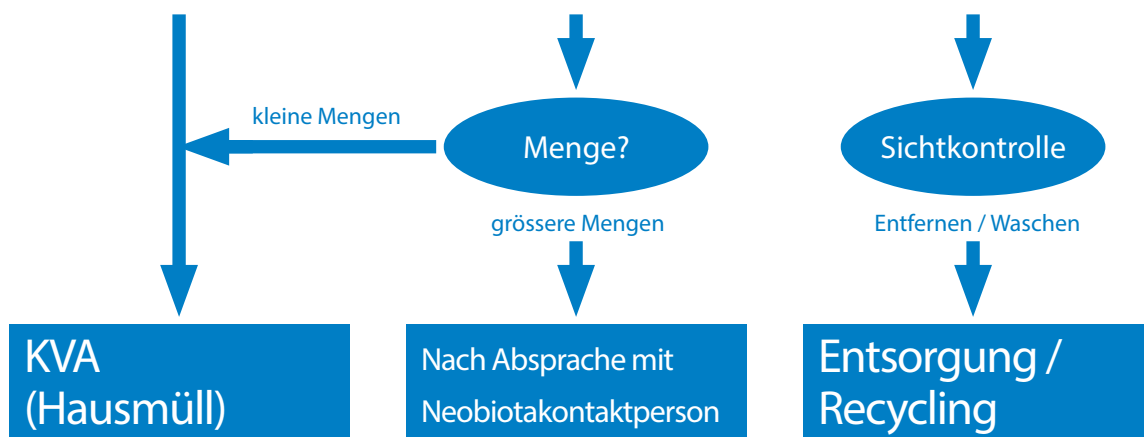 kleine Mengen
Menge?
Sichtkontrolle
grössere Mengen
Entfernen / Waschen
KVA
(Hausmüll)
Nach Absprache mit
Neobiotakontaktperson
Entsorgung /
Recycling